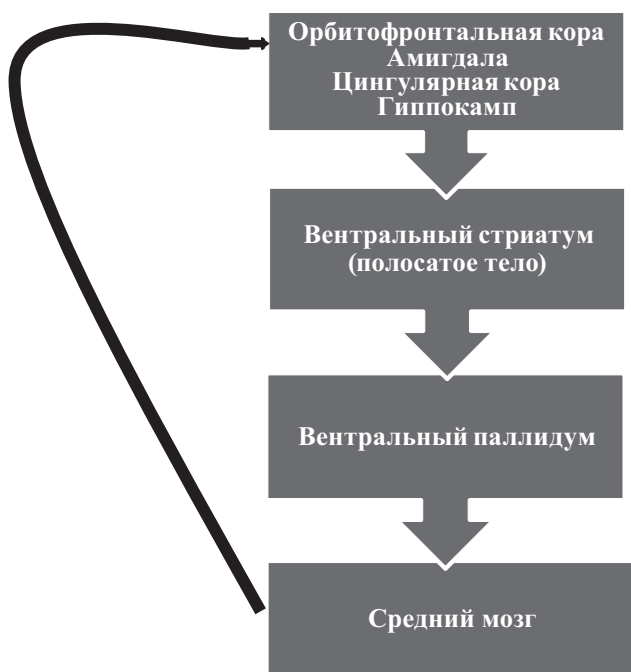 Орбитофронтальная кора
Амигдала
Цингулярная кора
Гиппокамп
Вентральный стриатум
(полосатое тело)
Вентральный паллидум
Средний мозг